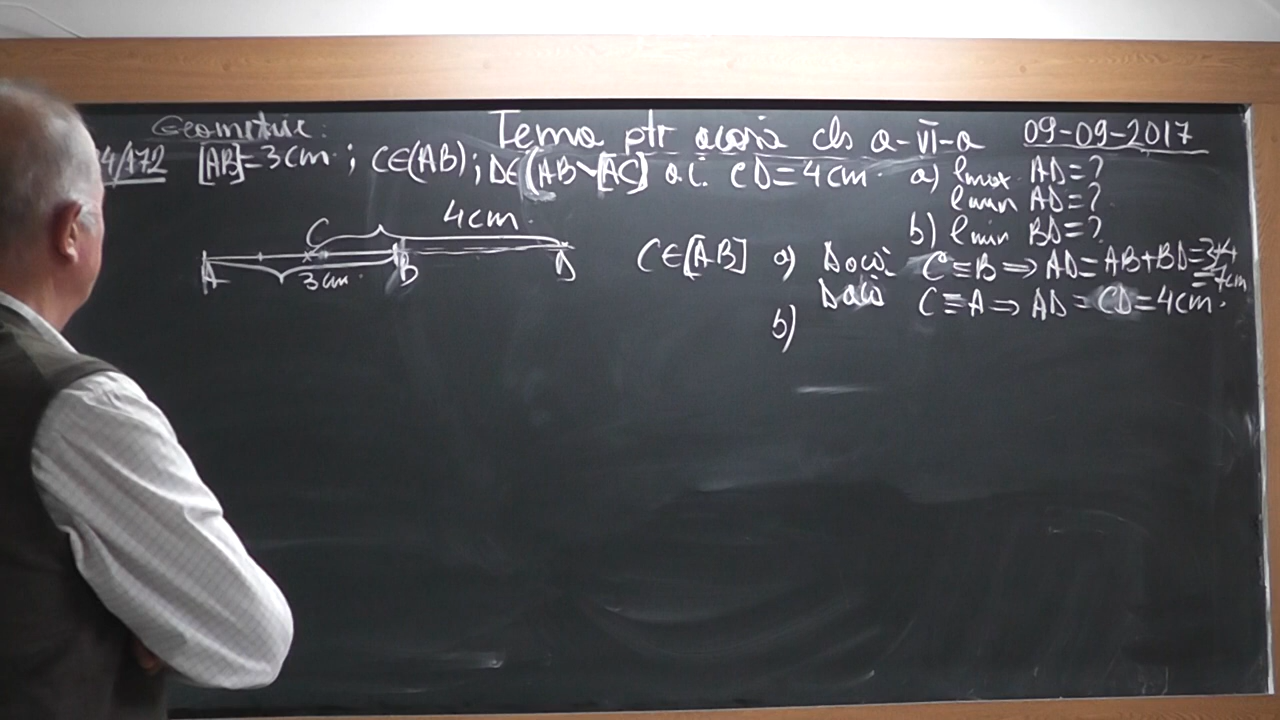 Geometrie: Tema ptr acasă cls a-VI-a 09-09-2017
4/172 [AB]=3cm; C∈(AB); D∈(AB\[AC] a.î. CD=4cm. a) lmax AD=?
lmin AD=?
b) lmin BD=?
C 4cm.
A 3cm B D
C∈[AB] a) Dacă C≡B ⇒ AD=AB+BD=3+4
=7cm
Dacă C≡A ⇒ AD=CD=4cm.
b)